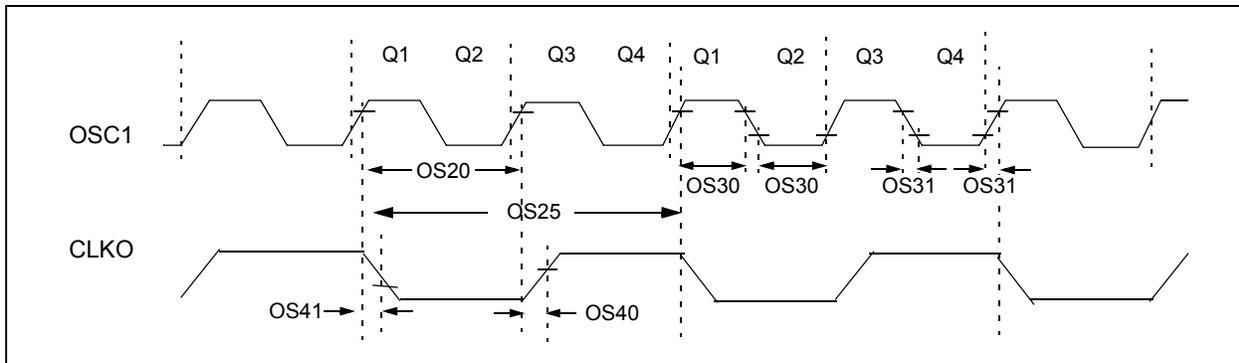 Q1 Q2 Q3 Q4 Q1 Q2 Q3 Q4
OSC1
OS20
OS30 OS30 OS31 OS31
OS25
CLKO
OS41 OS40